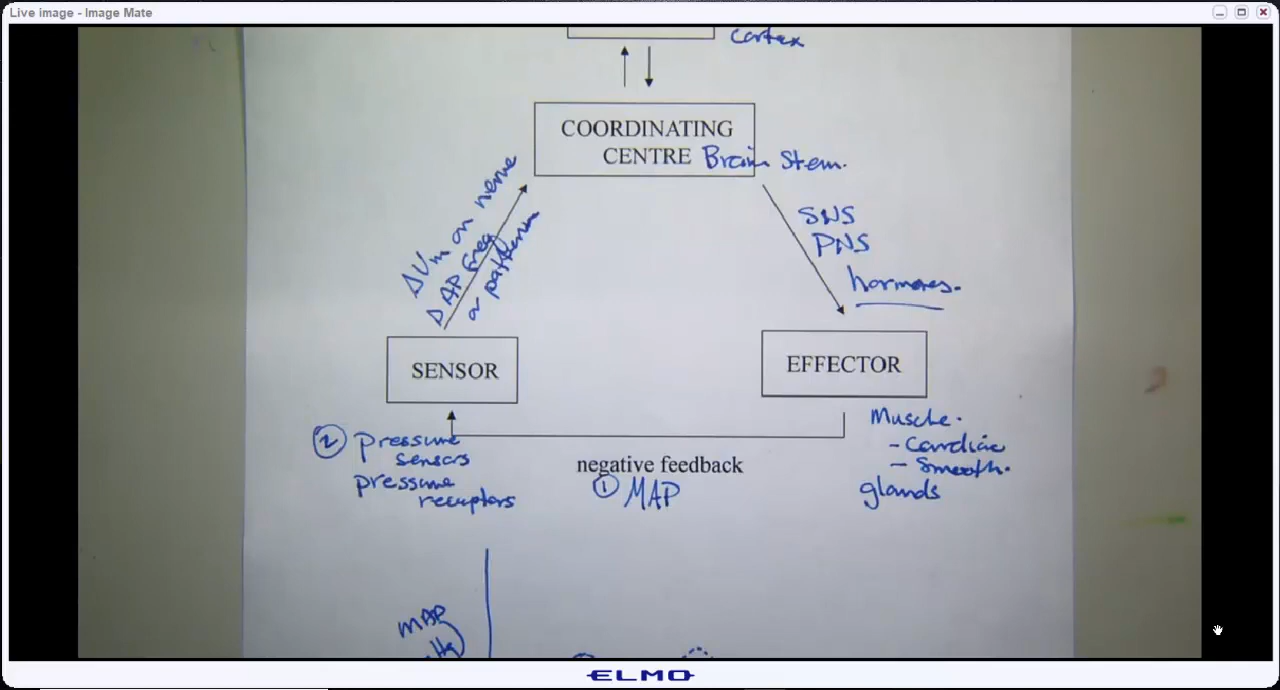 Live image - Image Mate
Cortex
COORDINATING
CENTRE Brain Stem.
ΔVm on nerve
Δ AP freq
or pattern
SNS
PNS
hormones.
SENSOR
EFFECTOR
② pressure
sensors
pressure
receptors
negative feedback
① MAP
Muscle.
- Cardiac
- Smooth.
glands
MAP
ELMO